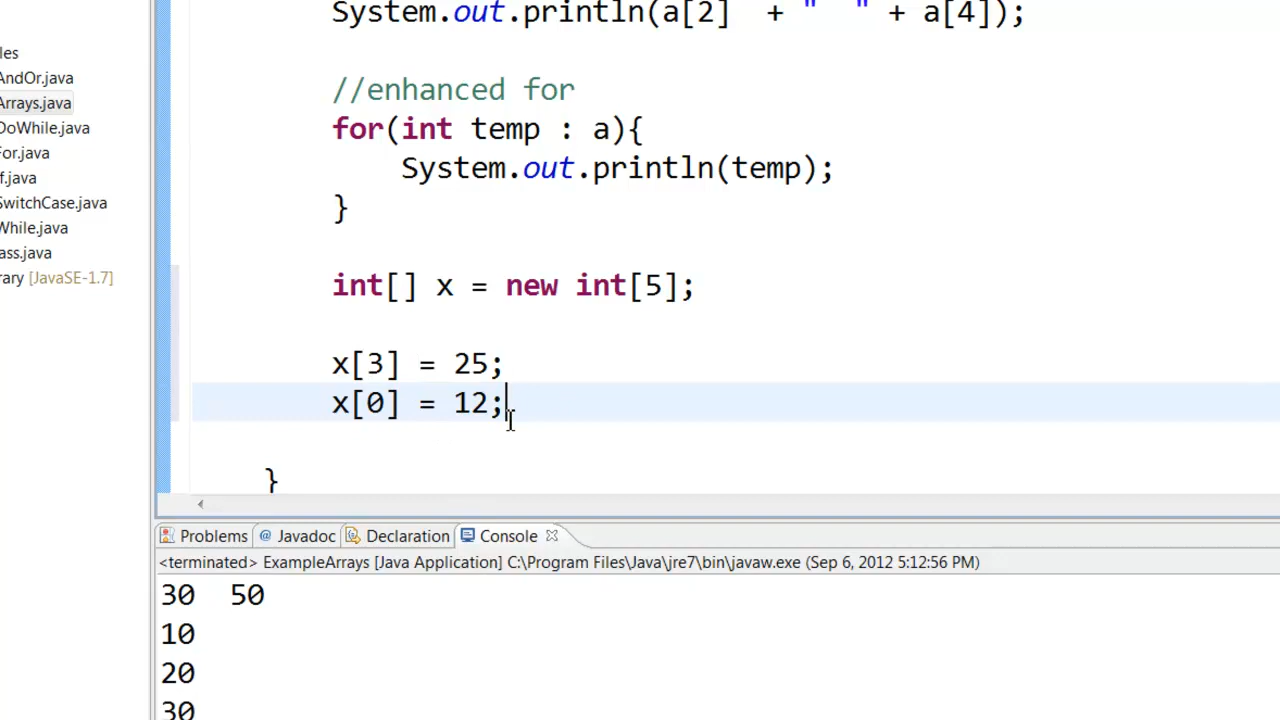 System.out.println(a[2]  + "  " + a[4]);
les
AndOr.java
//enhanced for
Arrays.java
for(int temp : a){
DoWhile.java
For.java
System.out.println(temp);
f.java
SwitchCase.java
}
While.java
ass.java
rary [JavaSE-1.7]
int[] x = new int[5];
x[3] = 25;
x[0] = 12;
}
Problems @ Javadoc Declaration Console
<terminated> ExampleArrays [Java Application] C:\Program Files\Java\jre7\bin\javaw.exe (Sep 6, 2012 5:12:56 PM)
30  50
10
20
30